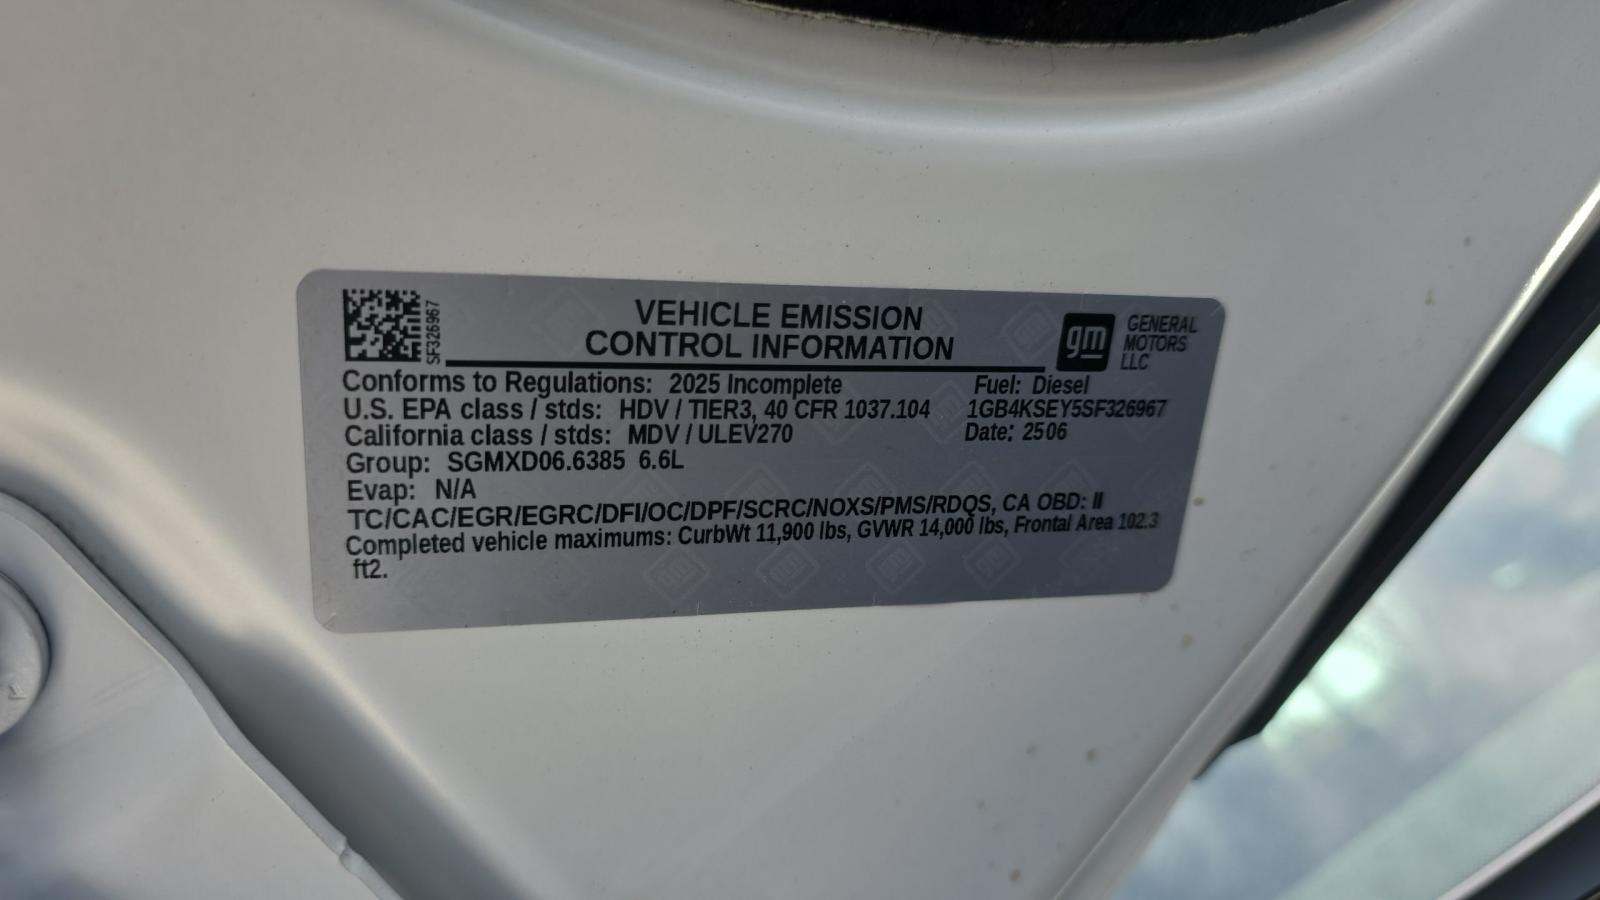 SF326967
VEHICLE EMISSION
CONTROL INFORMATION
gm
GENERAL
MOTORS
LLC
Conforms to Regulations: 2025 Incomplete
Fuel: Diesel
U.S. EPA class / stds: HDV / TIER3, 40 CFR 1037.104
1GB4KSEY5SF326967
California class / stds: MDV / ULEV270
Date: 2506
Group: SGMXD06.6385 6.6L
Evap: N/A
TC/CAC/EGR/EGRC/DFI/OC/DPF/SCRC/NOXS/PMS/RDQS, CA OBD: II
Completed vehicle maximums: CurbWt 11,900 lbs, GVWR 14,000 lbs, Frontal Area 102.3
ft2.